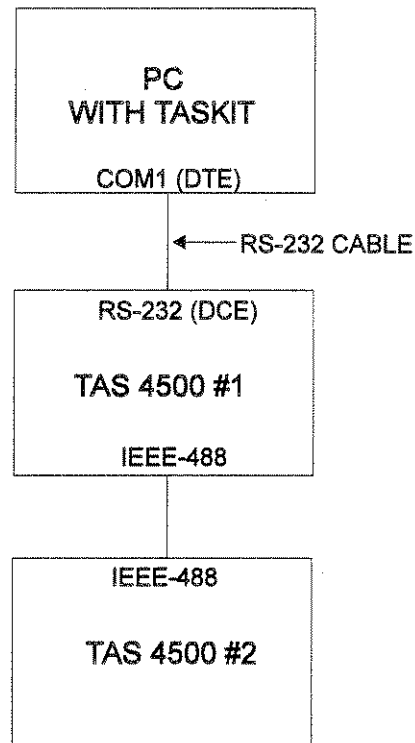 PC
WITH TASKIT
COM1 (DTE)
RS-232 CABLE
RS-232 (DCE)
TAS 4500 #1
IEEE-488
IEEE-488
TAS 4500 #2